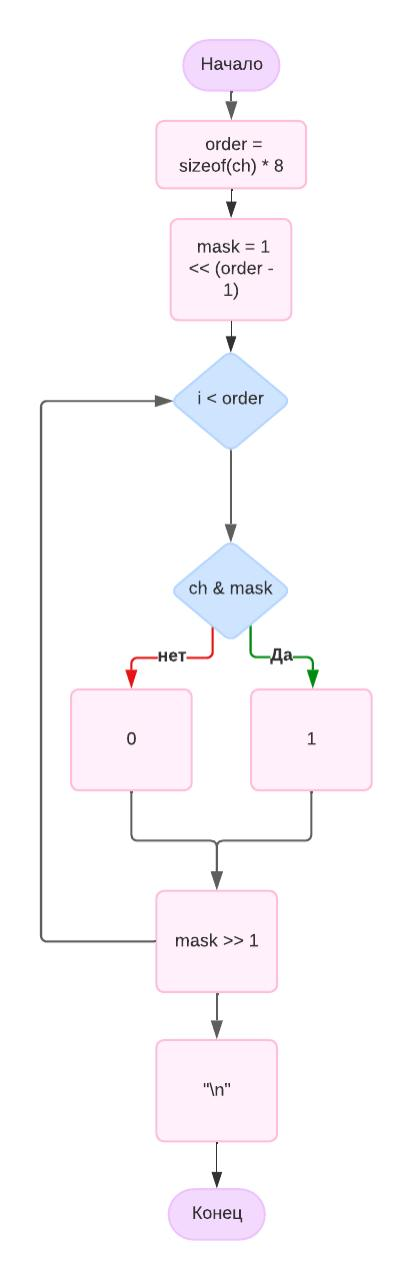 Начало
order =
sizeof(ch) * 8
mask = 1
<< (order -
1)
i < order
ch & mask
нет
Да
0
1
mask >> 1
"\n"
Конец